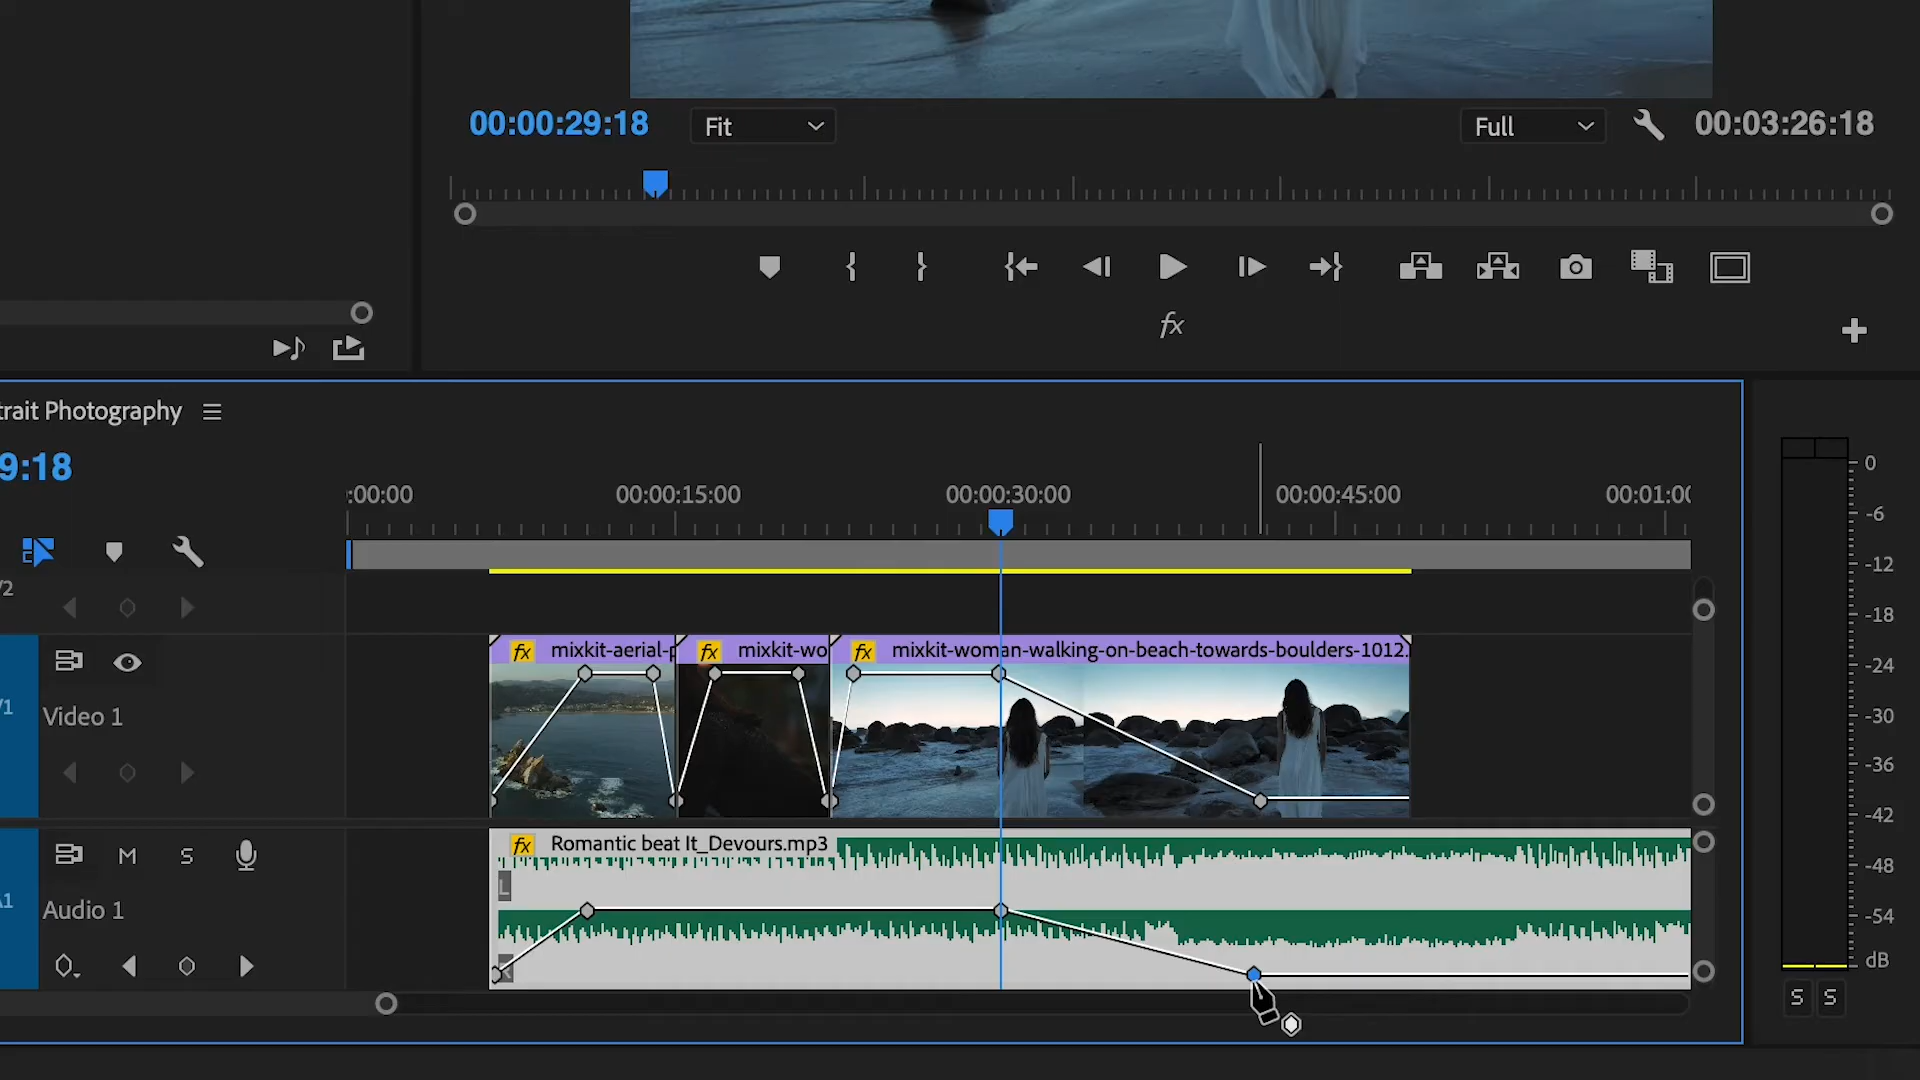 00:00:29:18 Fit Full 00:03:26:18
fx
trait Photography
9:18
:00:00 00:00:15:00 00:00:30:00 00:00:45:00 00:01:0
/2
fx mixkit-aerial-p fx mixkit-wo fx mixkit-woman-walking-on-beach-towards-boulders-1012.
/1 Video 1
fx Romantic beat It_Devours.mp3
M S
L
A1 Audio 1
R
0
-6
-12
-18
-24
-30
-36
-42
-48
-54
dB
S S